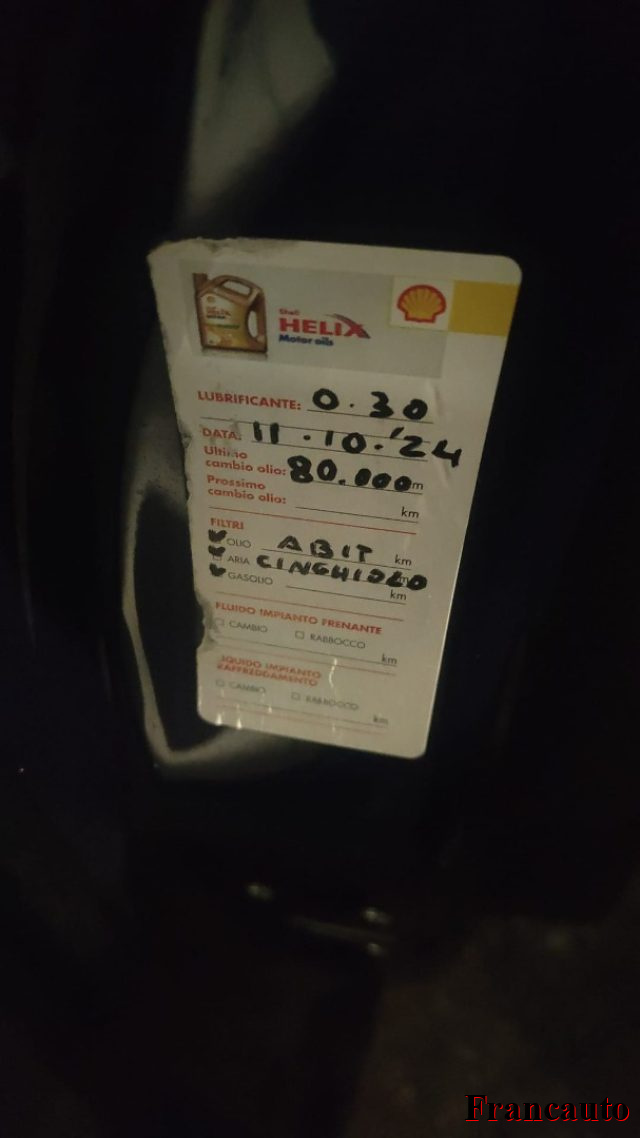 Shell
HELIX
Motor oils
LUBRIFICANTE: 0.30
DATA: 11.10.'24
Ultimo
cambio olio: 80.000 m
Prossimo
cambio olio: km
FILTRI
OLIO ABIT km
ARIA CINGHIOLO
GASOLIO km
FLUIDO IMPIANTO FRENANTE
CAMBIO RABBOCCO
km
LIQUIDO IMPIANTO
RAFFREDDAMENTO
CAMBIO RABBOCCO
km
Francauto